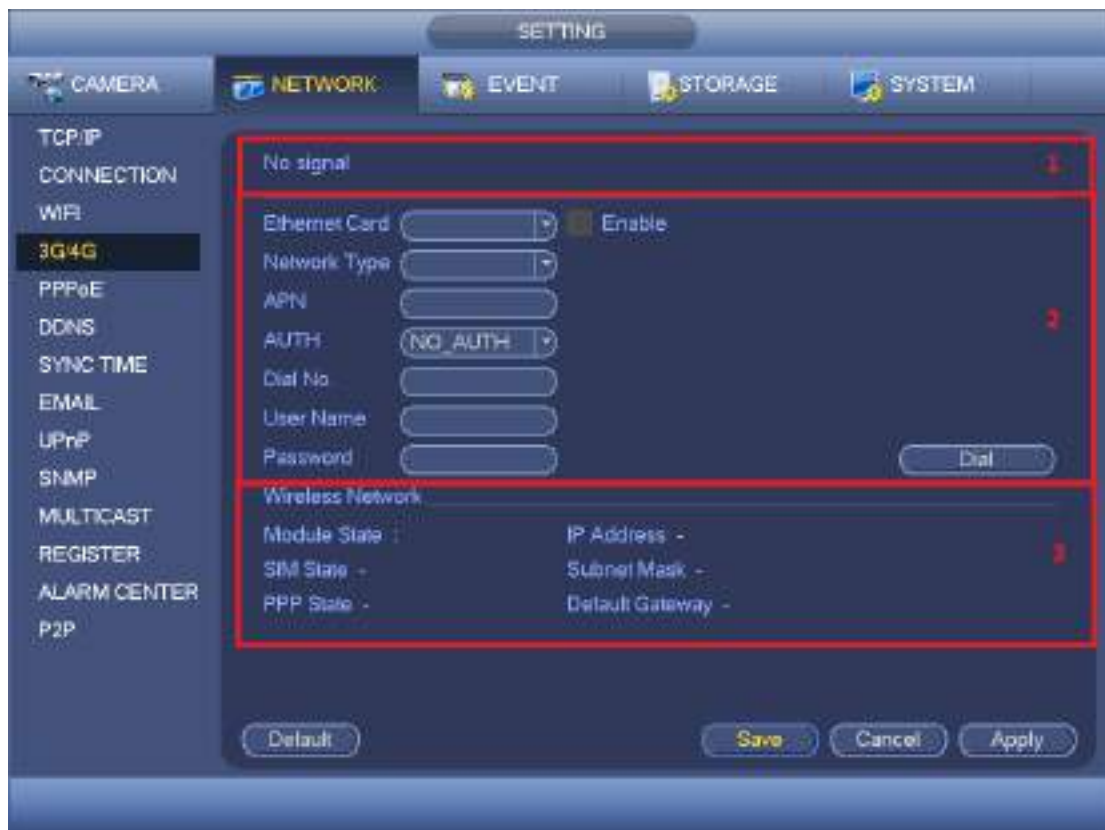 SETTING
CAMERA NETWORK EVENT STORAGE SYSTEM
TCP/IP
CONNECTION
WIFI
3G/4G
PPPoE
DDNS
SYNC TIME
EMAIL
UPnP
SNMP
MULTICAST
REGISTER
ALARM CENTER
P2P
No signal 1
Ethernet Card Enable
Network Type
APN 2
AUTH NO_AUTH
Dial No.
User Name
Password Dial
Wireless Network
Module State : IP Address -
SIM State - Subnet Mask - 3
PPP State - Default Gateway -
Default Save Cancel Apply